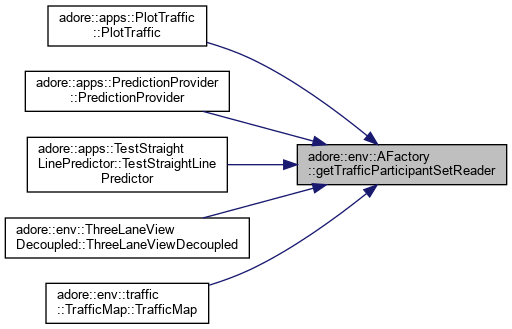 adore::apps::PlotTraffic
::PlotTraffic
adore::apps::PredictionProvider
::PredictionProvider
adore::apps::TestStraight
LinePredictor::TestStraightLine
Predictor
adore::env::AFactory
::getTrafficParticipantSetReader
adore::env::ThreeLaneView
Decoupled::ThreeLaneViewDecoupled
adore::env::traffic
::TrafficMap::TrafficMap